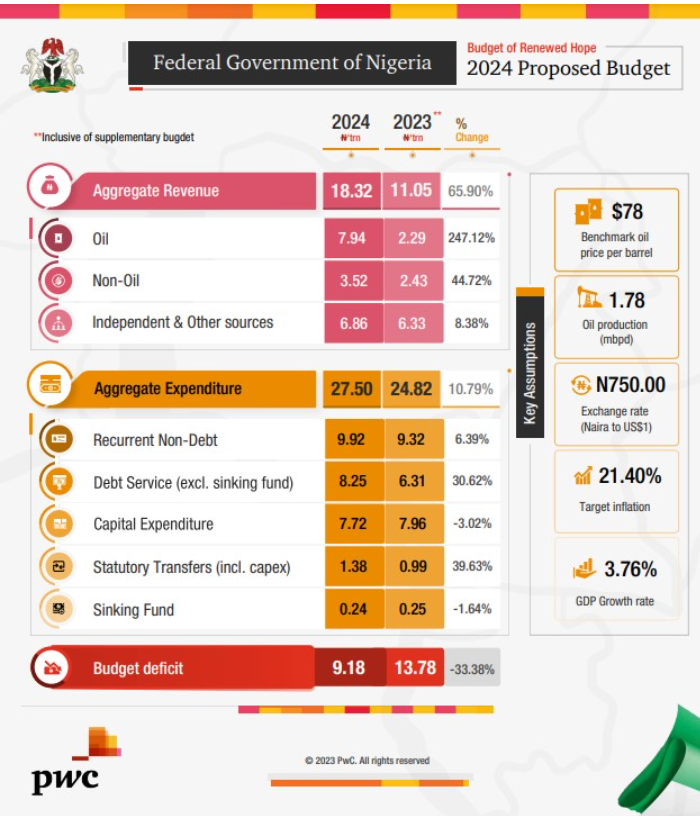 Federal Government of Nigeria
Budget of Renewed Hope
2024 Proposed Budget
**Inclusive of supplementary bugdet
2024 2023** %
₦'trn ₦'trn Change
Aggregate Revenue 18.32 11.05 65.90%
Oil 7.94 2.29 247.12%
Non-Oil 3.52 2.43 44.72%
Independent & Other sources 6.86 6.33 8.38%
Aggregate Expenditure 27.50 24.82 10.79%
Recurrent Non-Debt 9.92 9.32 6.39%
Debt Service (excl. sinking fund) 8.25 6.31 30.62%
Capital Expenditure 7.72 7.96 -3.02%
Statutory Transfers (incl. capex) 1.38 0.99 39.63%
Sinking Fund 0.24 0.25 -1.64%
Budget deficit 9.18 13.78 -33.38%
Key Assumptions
$78
Benchmark oil
price per barrel
1.78
Oil production
(mbpd)
N750.00
Exchange rate
(Naira to US$1)
21.40%
Target inflation
3.76%
GDP Growth rate
pwc
© 2023 PwC. All rights reserved